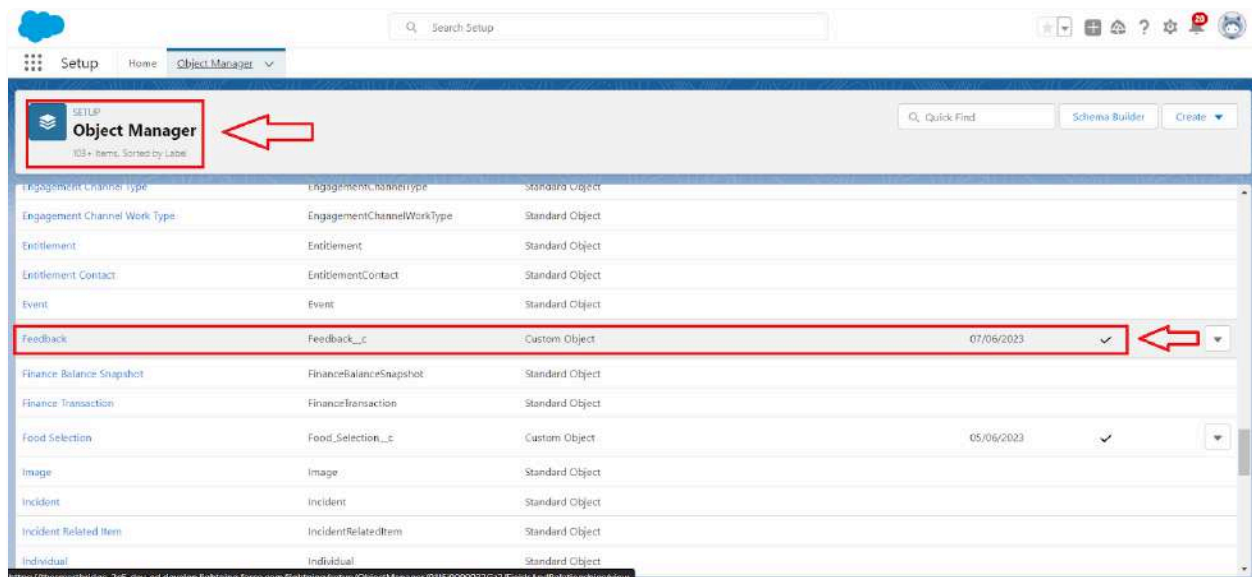 Search Setup
20
Setup Home Object Manager
SETUP
Object Manager
103+ Items, Sorted by Label
Quick Find Schema Builder Create
Engagement Channel Type EngagementChannelType Standard Object
Engagement Channel Work Type EngagementChannelWorkType Standard Object
Entitlement Entitlement Standard Object
Entitlement Contact EntitlementContact Standard Object
Event Event Standard Object
Feedback Feedback__c Custom Object 07/06/2023
Finance Balance Snapshot FinanceBalanceSnapshot Standard Object
Finance Transaction FinanceTransaction Standard Object
Food Selection Food_Selection__c Custom Object 05/06/2023
Image Image Standard Object
Incident Incident Standard Object
Incident Related Item IncidentRelatedItem Standard Object
Individual Individual Standard Object